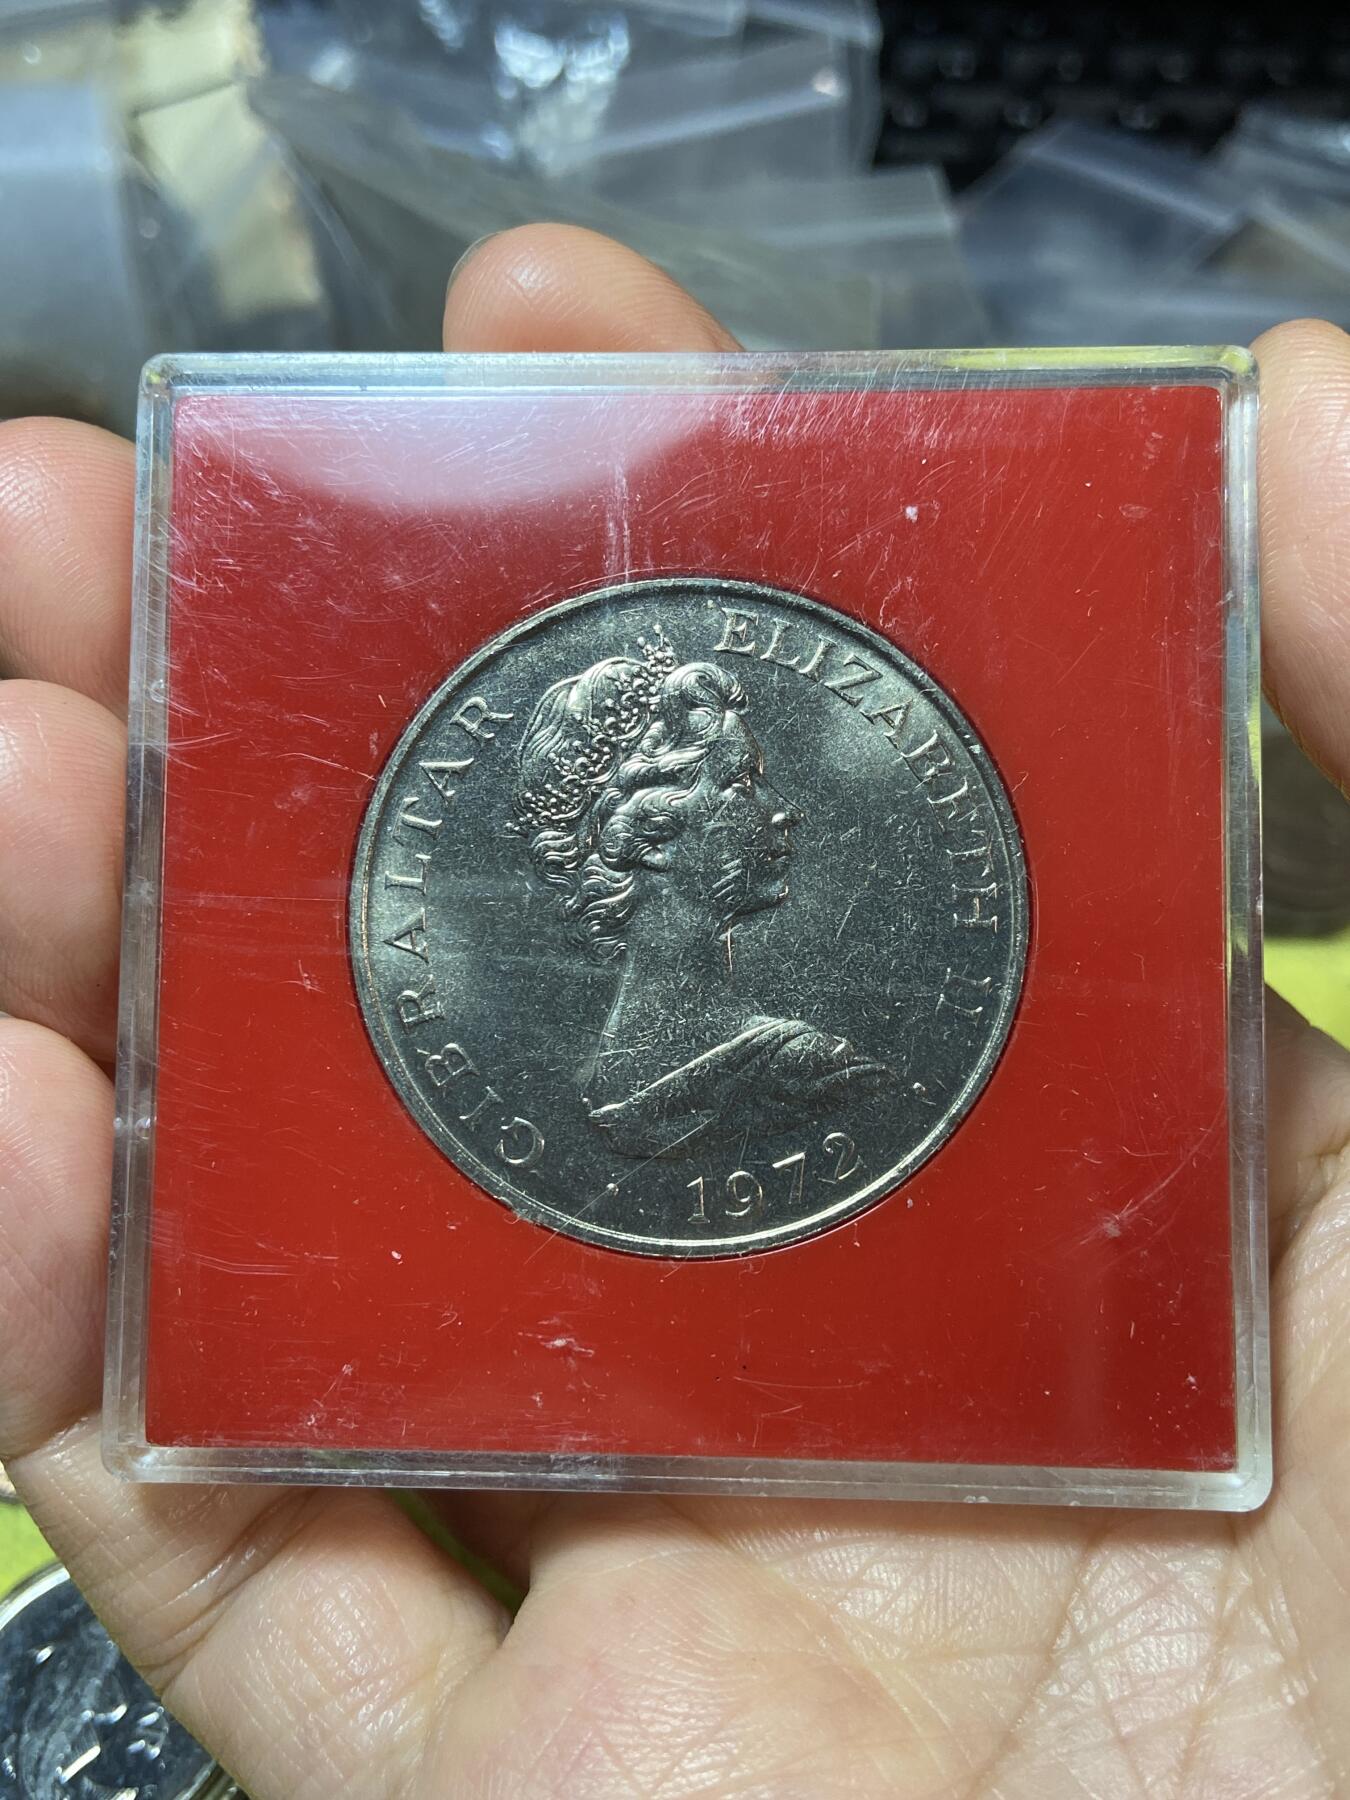 GIBRALTAR
ELIZABETH II
1972